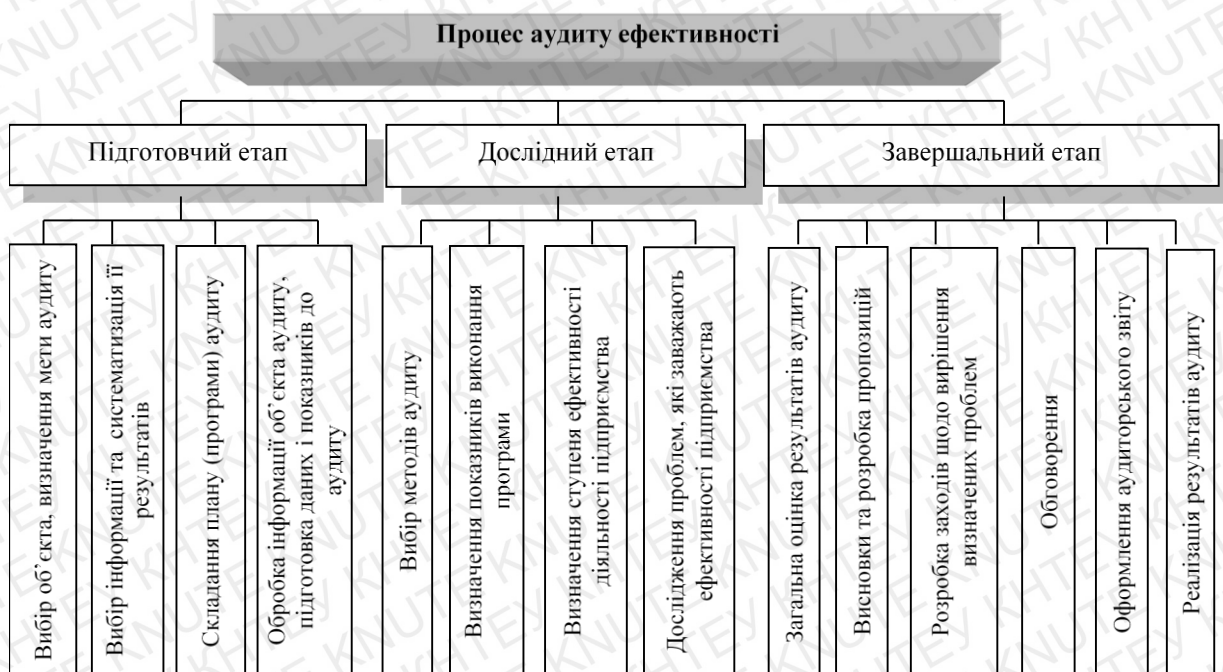 Процес аудиту ефективності
Підготовчий етап
Дослідний етап
Завершальний етап
Вибір об’єкта, визначення мети аудиту
Вибір інформації та систематизація її
результатів
Складання плану (програми) аудиту
Обробка інформації об’єкта аудиту,
підготовка даних і показників до
аудиту
Вибір методів аудиту
Визначення показників виконання
програми
Визначення ступеня ефективності
діяльності підприємства
Дослідження проблем, які заважають
ефективності підприємства
Загальна оцінка результатів аудиту
Висновки та розробка пропозицій
Розробка заходів щодо вирішення
визначених проблем
Обговорення
Оформлення аудиторського звіту
Реалізація результатів аудиту